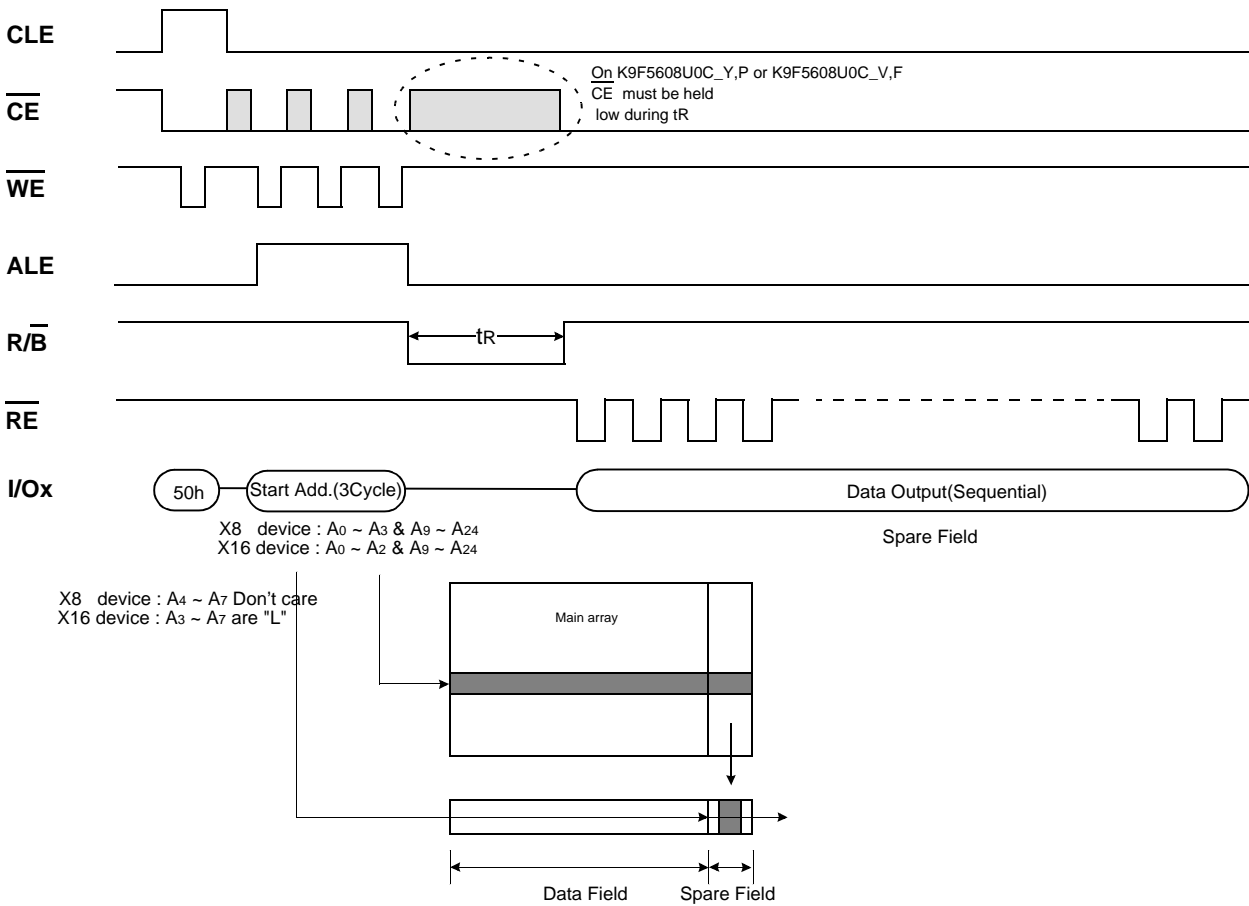 CLE
On K9F5608U0C_Y,P or K9F5608U0C_V,F
CE must be held
low during tR
CE
WE
ALE
R/B
tR
RE
I/Ox
50h
Start Add.(3Cycle)
Data Output(Sequential)
X8 device : A0 ~ A3 & A9 ~ A24
X16 device : A0 ~ A2 & A9 ~ A24
Spare Field
X8 device : A4 ~ A7 Don't care
X16 device : A3 ~ A7 are "L"
Main array
Data Field
Spare Field